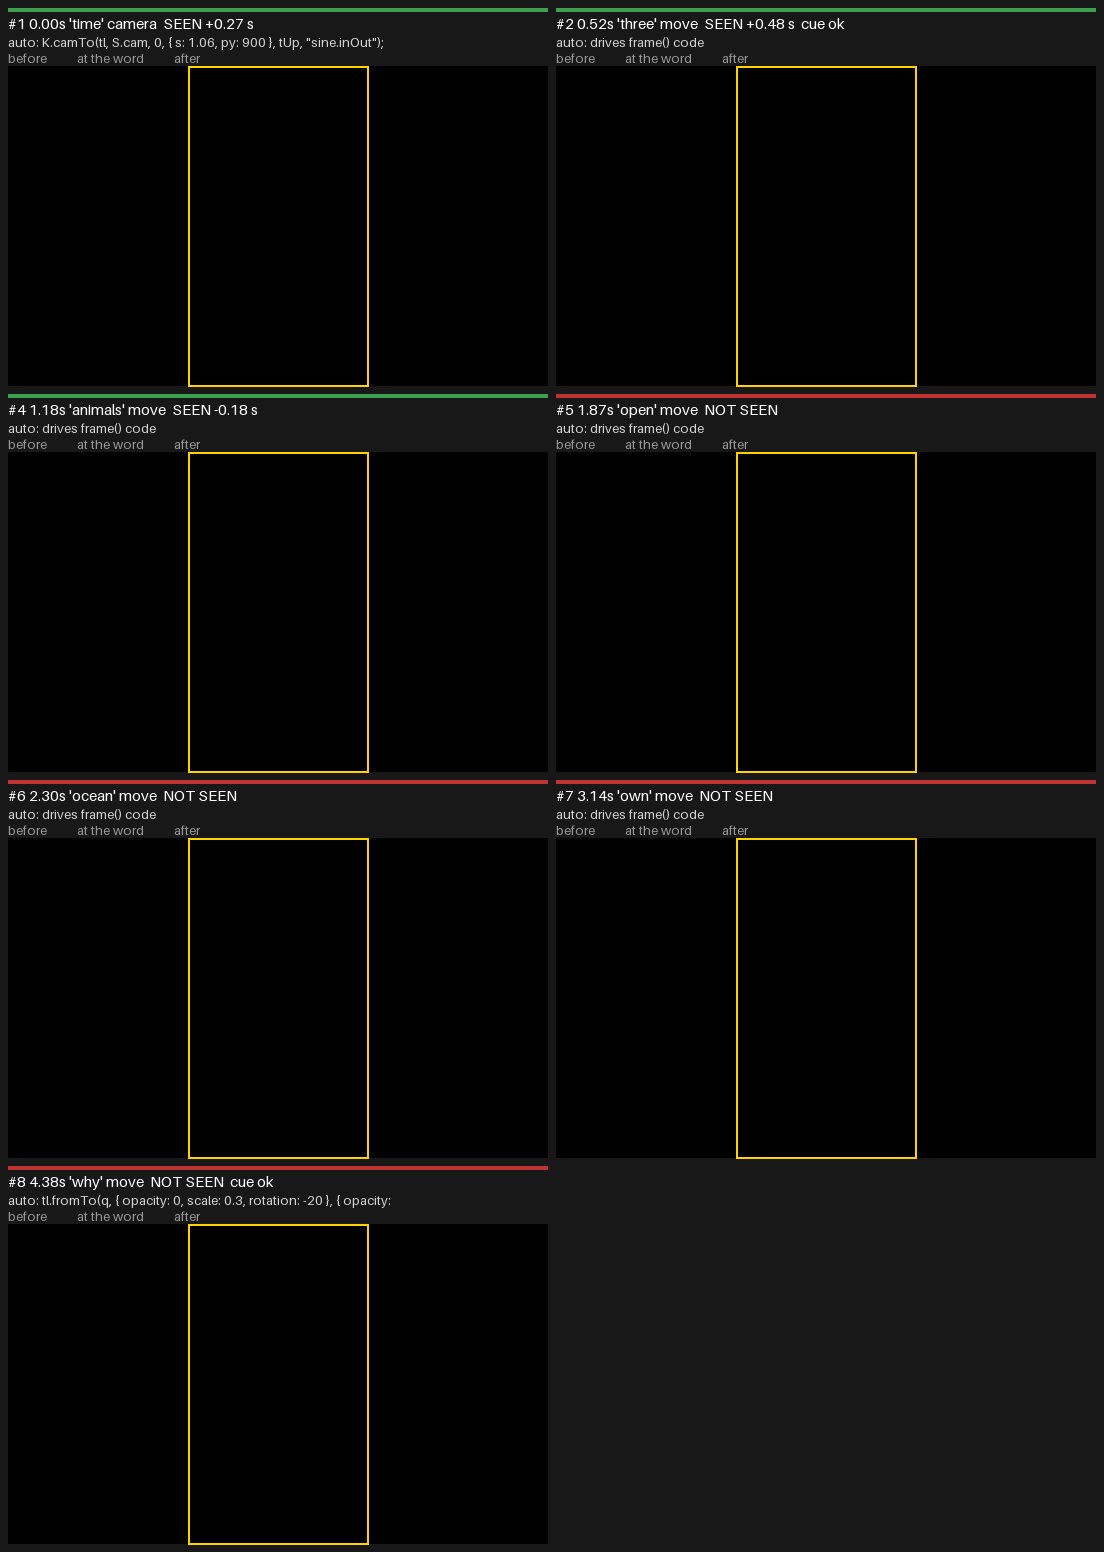 #1 0.00s 'time' camera  SEEN +0.27 s
auto: K.camTo(tl, S.cam, 0, { s: 1.06, py: 900 }, tUp, "sine.inOut");
before at the word after
#2 0.52s 'three' move  SEEN +0.48 s  cue ok
auto: drives frame() code
before at the word after
#4 1.18s 'animals' move  SEEN -0.18 s
auto: drives frame() code
before at the word after
#5 1.87s 'open' move  NOT SEEN
auto: drives frame() code
before at the word after
#6 2.30s 'ocean' move  NOT SEEN
auto: drives frame() code
before at the word after
#7 3.14s 'own' move  NOT SEEN
auto: drives frame() code
before at the word after
#8 4.38s 'why' move  NOT SEEN  cue ok
auto: tl.fromTo(q, { opacity: 0, scale: 0.3, rotation: -20 }, { opacity:
before at the word after